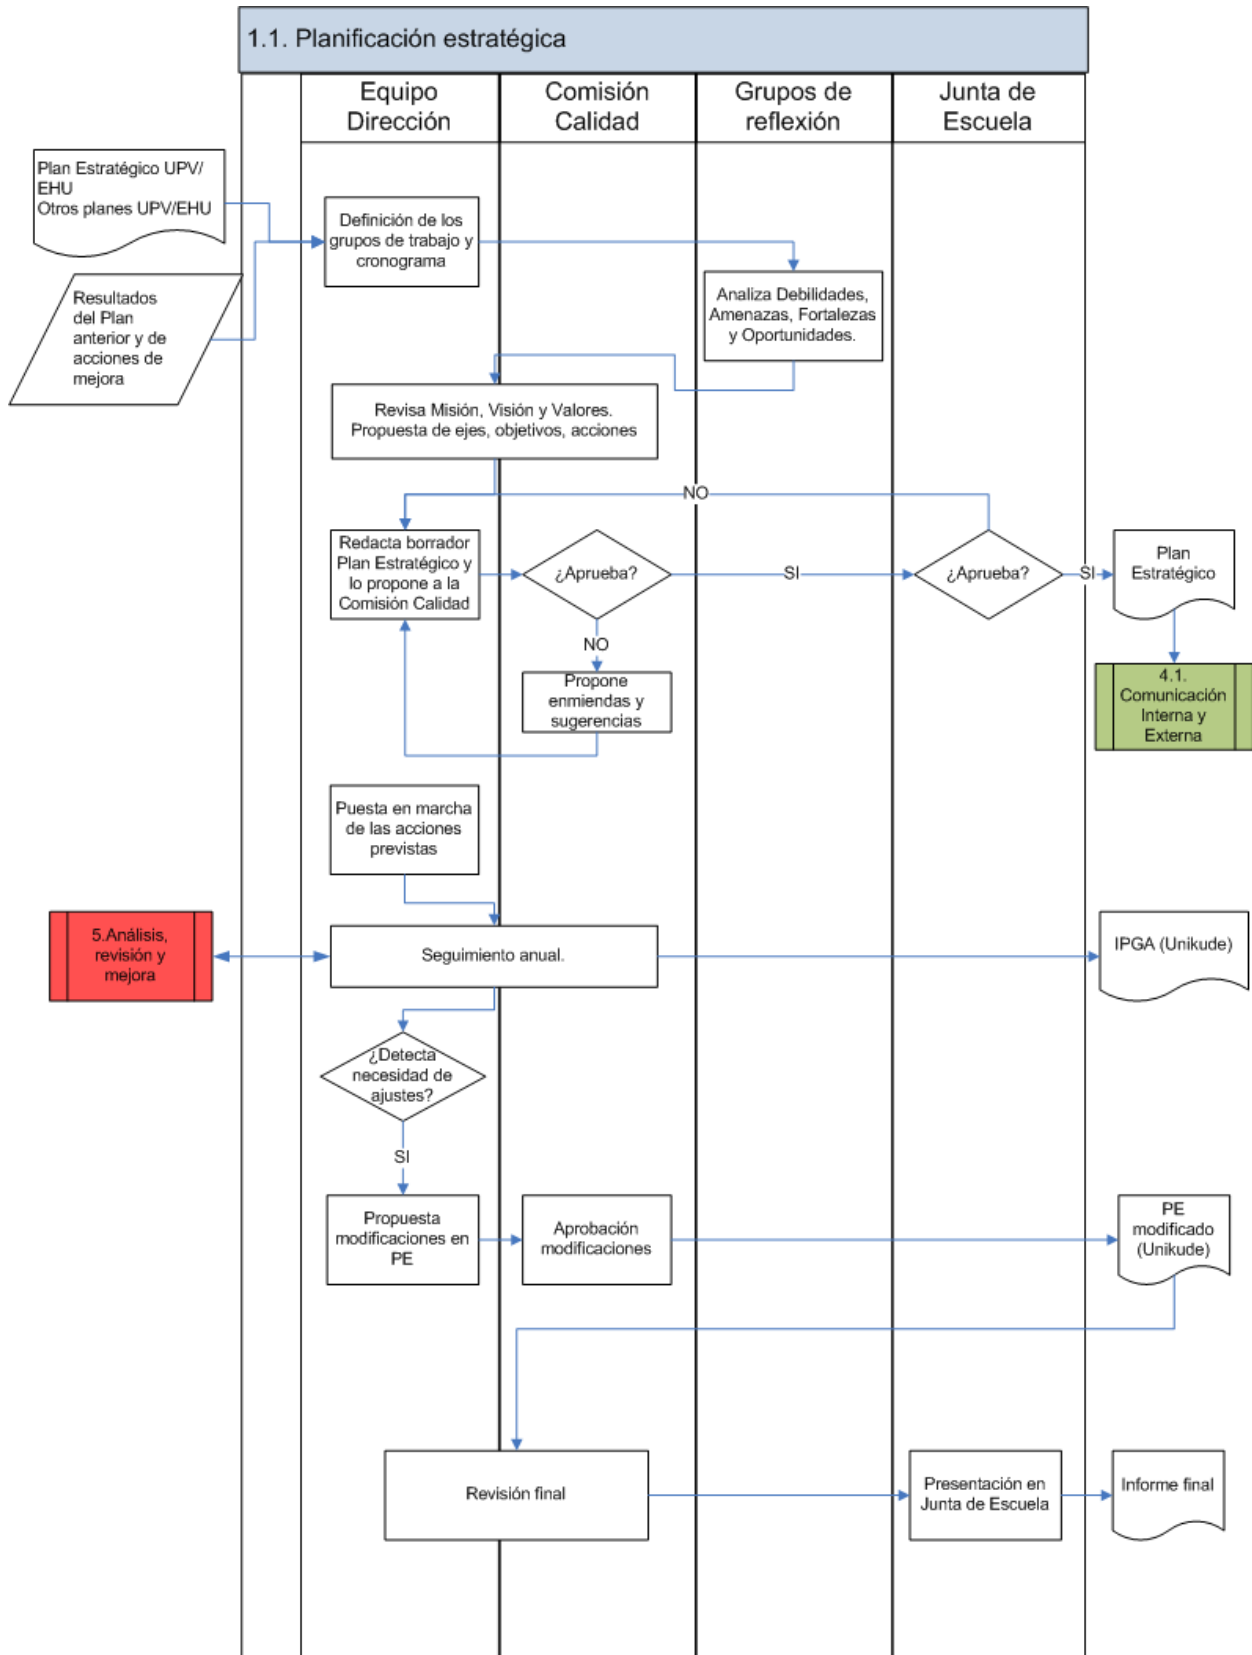 1.1. Planificación estratégica
Equipo
Dirección
Comisión
Calidad
Grupos de
reflexión
Junta de
Escuela
Plan Estratégico UPV/
EHU
Otros planes UPV/EHU
Definición de los
grupos de trabajo y
cronograma
Resultados
del Plan
anterior y de
acciones de
mejora
Analiza Debilidades,
Amenazas, Fortalezas
y Oportunidades.
Revisa Misión, Visión y Valores.
Propuesta de ejes, objetivos, acciones
NO
Redacta borrador
Plan Estratégico y
lo propone a la
Comisión Calidad
¿Aprueba?
SI
¿Aprueba?
SI
Plan
Estratégico
NO
Propone
enmiendas y
sugerencias
4.1.
Comunicación
Interna y
Externa
Puesta en marcha
de las acciones
previstas
5.Análisis,
revisión y
mejora
Seguimiento anual.
IPGA (Unikude)
¿Detecta
necesidad de
ajustes?
SI
Propuesta
modificaciones en
PE
Aprobación
modificaciones
PE
modificado
(Unikude)
Revisión final
Presentación en
Junta de Escuela
Informe final